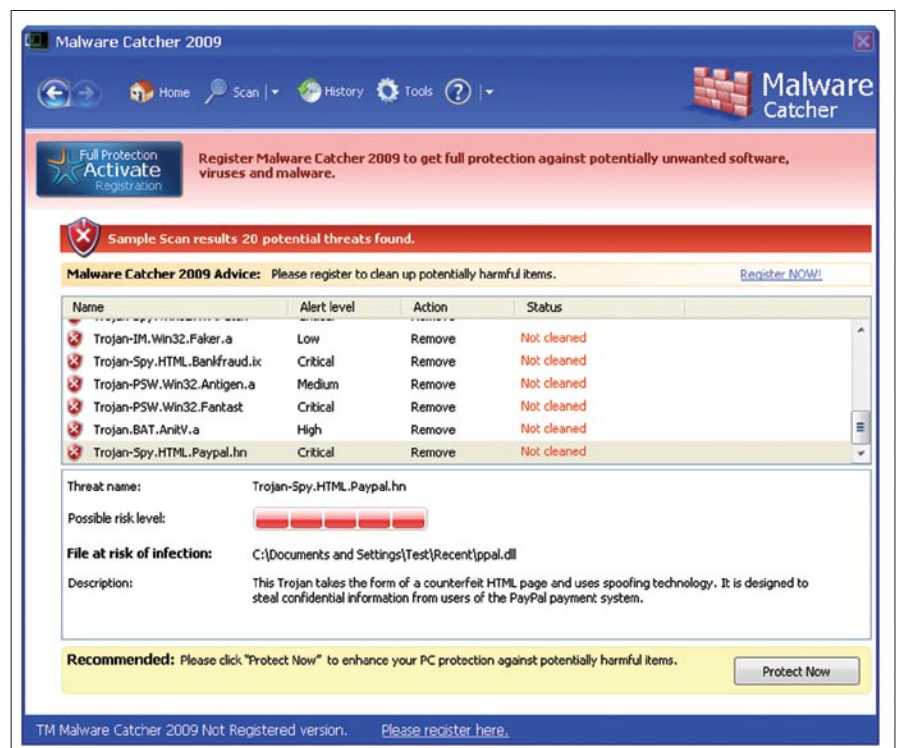 Malware Catcher 2009
Home Scan History Tools ?
Malware
Catcher
Full Protection
Activate
Registration
Register Malware Catcher 2009 to get full protection against potentially unwanted software,
viruses and malware.
Sample Scan results 20 potential threats found.
Malware Catcher 2009 Advice: Please register to clean up potentially harmful items. Register NOW!
Name Alert level Action Status
Trojan-IM.Win32.Faker.a Low Remove Not cleaned
Trojan-Spy.HTML.Bankfraud.ix Critical Remove Not cleaned
Trojan-PSW.Win32.Antigen.a Medium Remove Not cleaned
Trojan-PSW.Win32.Fantast Critical Remove Not cleaned
Trojan.BAT.AnitV.a High Remove Not cleaned
Trojan-Spy.HTML.Paypal.hn Critical Remove Not cleaned
Threat name: Trojan-Spy.HTML.Paypal.hn
Possible risk level:
File at risk of infection: C:\Documents and Settings\Test\Recent\ppal.dll
Description: This Trojan takes the form of a counterfeit HTML page and uses spoofing technology. It is designed to
steal confidential information from users of the PayPal payment system.
Recommended: Please click "Protect Now" to enhance your PC protection against potentially harmful items.
Protect Now
TM Malware Catcher 2009 Not Registered version. Please register here.